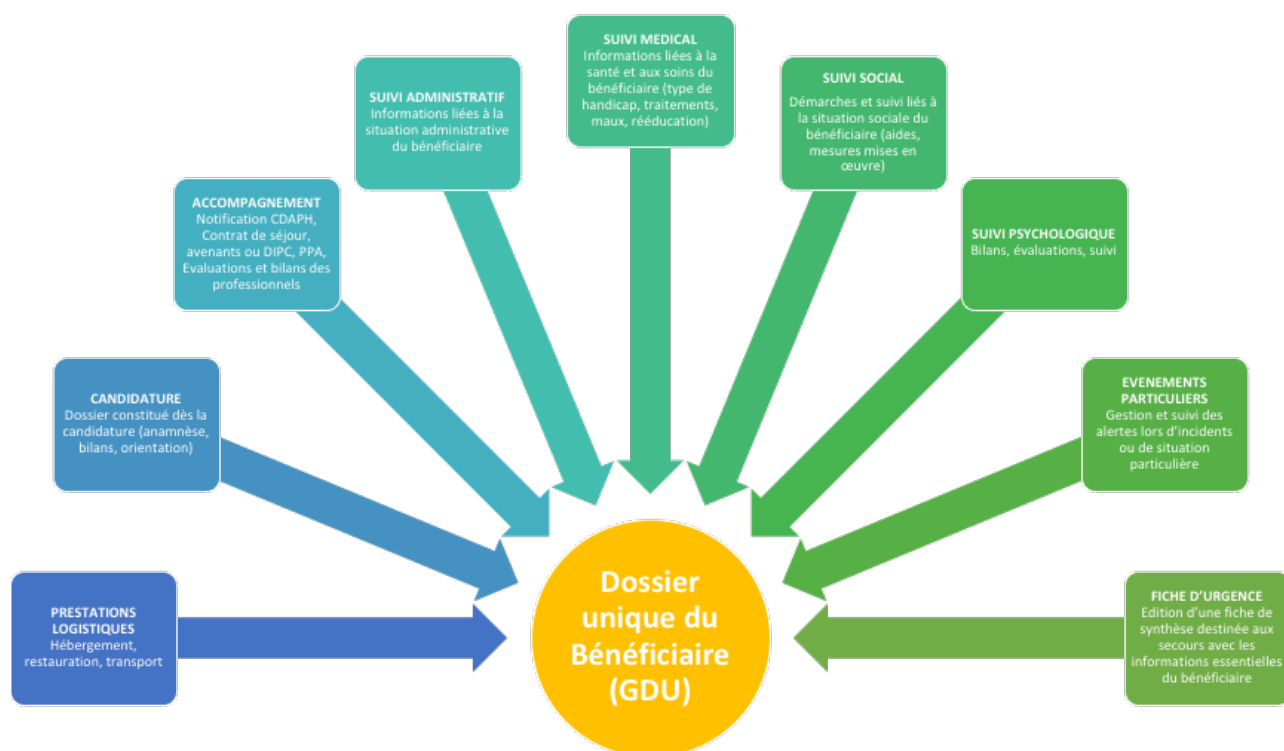 PRESTATIONS
LOGISTIQUES
Hébergement,
restauration, transport
CANDIDATURE
Dossier constitué dès la
candidature (anamnèse,
bilans, orientation)
ACCOMPAGNEMENT
Notification CDAPH,
Contrat de séjour,
avenants ou DIPC, PPA,
Evaluations et bilans des
professionnels
SUIVI ADMINISTRATIF
Informations liées à la
situation administrative
du bénéficiaire
SUIVI MEDICAL
Informations liées à la
santé et aux soins du
bénéficiaire (type de
handicap, traitements,
maux, rééducation)
SUIVI SOCIAL
Démarches et suivi liés à
la situation sociale du
bénéficiaire (aides,
mesures mises en
œuvre)
SUIVI PSYCHOLOGIQUE
Bilans, évaluations, suivi
EVENEMENTS
PARTICULIERS
Gestion et suivi des
alertes lors d'incidents
ou de situation
particulière
FICHE D'URGENCE
Edition d'une fiche de
synthèse destinée aux
secours avec les
informations essentielles
du bénéficiaire
Dossier
unique du
Bénéficiaire
(GDU)